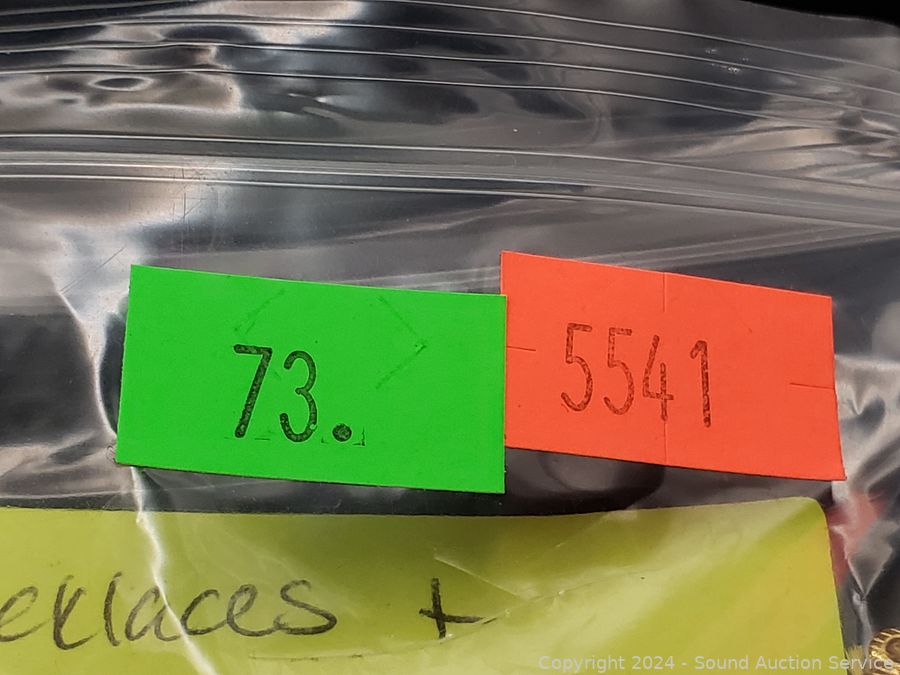 73.
5541
eklaces +
Copyright 2024 - Sound Auction Service